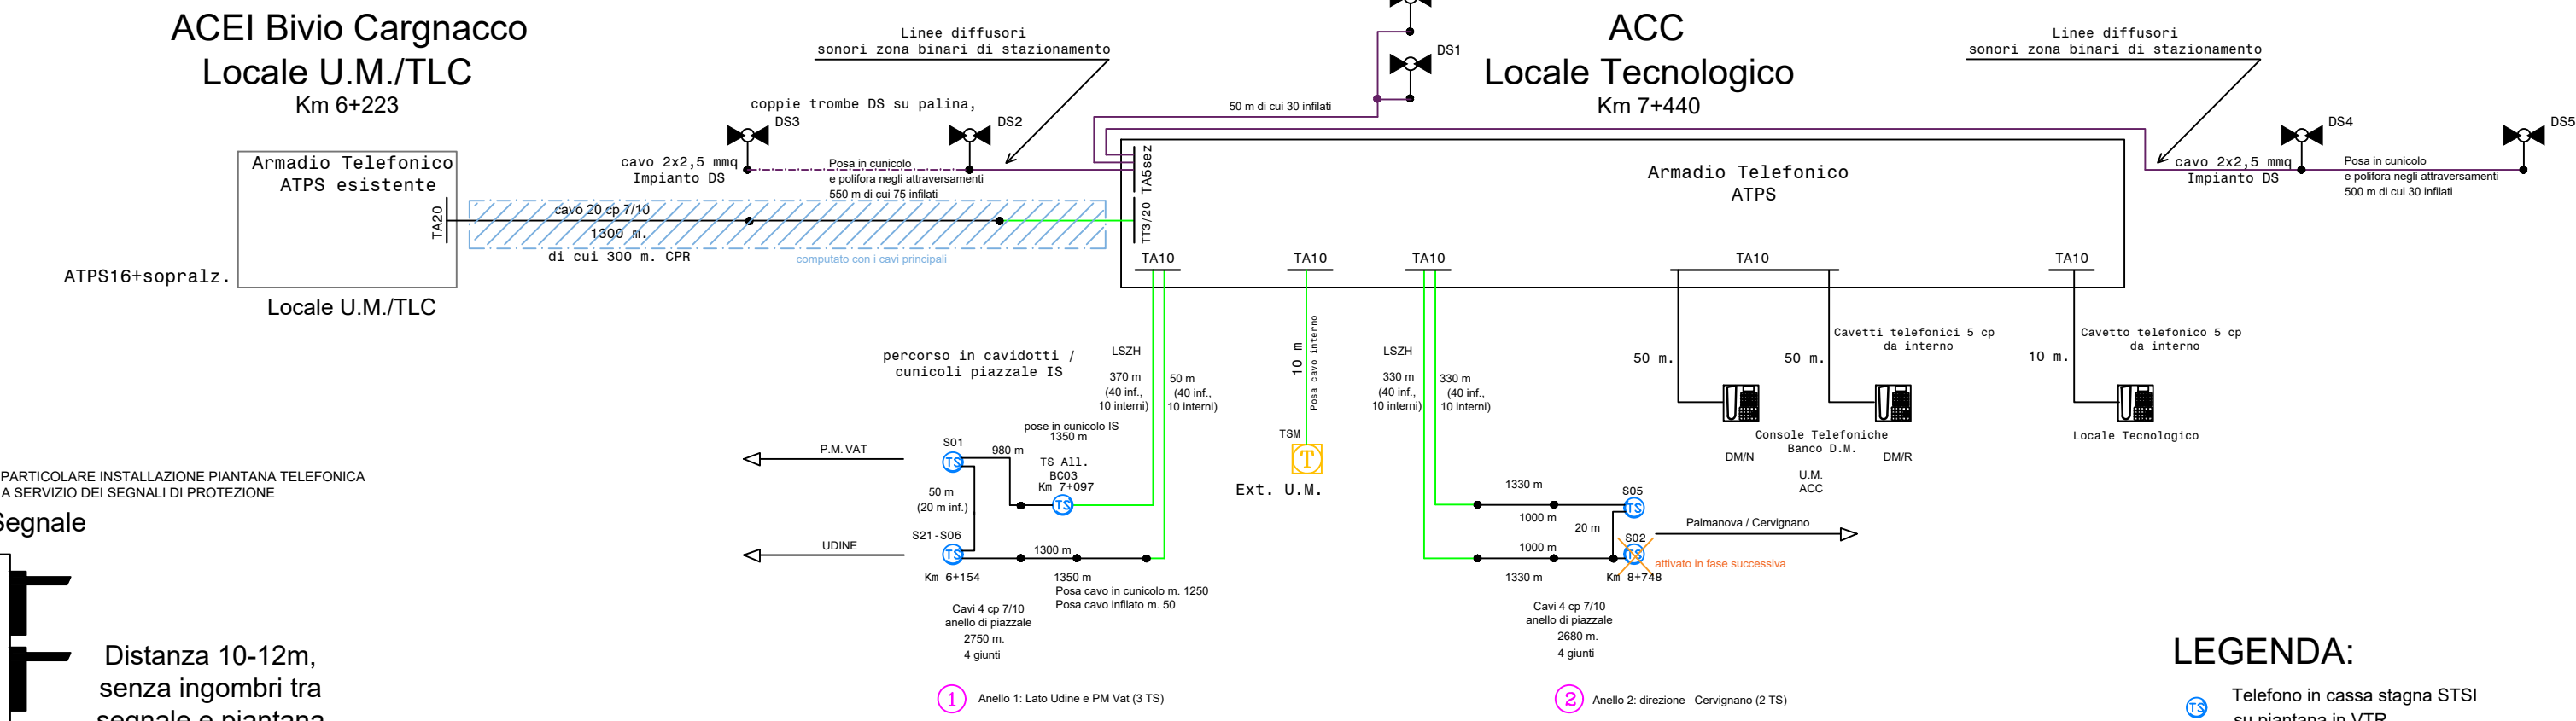 ACEI Bivio Cargnacco
Locale U.M./TLC
Km 6+223
Armadio Telefonico
ATPS esistente
TA20
ATPS16+sopralz.
Locale U.M./TLC
Linee diffusori
sonori zona binari di stazionamento
coppie trombe DS su palina,
DS3
DS2
cavo 2x2,5 mmq
Impianto DS
Posa in cunicolo
e polifora negli attraversamenti
550 m di cui 75 infilati
cavo 20 cp 7/10
1300 m.
di cui 300 m. CPR
computato con i cavi principali
DS1
50 m di cui 30 infilati
ACC
Locale Tecnologico
Km 7+440
Linee diffusori
sonori zona binari di stazionamento
DS4
DS5
cavo 2x2,5 mmq
Impianto DS
Posa in cunicolo
e polifora negli attraversamenti
500 m di cui 30 infilati
TA5sez
TT3/20
Armadio Telefonico
ATPS
TA10
TA10
TA10
TA10
TA10
percorso in cavidotti /
cunicoli piazzale IS
LSZH
370 m
(40 inf.,
10 interni)
50 m
(40 inf.,
10 interni)
10 m
Posa cavo interno
TSM
T
Ext. U.M.
LSZH
330 m
(40 inf.,
10 interni)
330 m
(40 inf.,
10 interni)
50 m.
50 m.
Cavetti telefonici 5 cp
da interno
10 m.
Cavetto telefonico 5 cp
da interno
Console Telefoniche
Banco D.M.
DM/N
DM/R
U.M.
ACC
Locale Tecnologico
P.M. VAT
S01
TS
980 m
pose in cunicolo IS
1350 m
TS All.
BC03
Km 7+097
TS
50 m
(20 m inf.)
UDINE
S21-S06
TS
Km 6+154
1300 m
1350 m
Posa cavo in cunicolo m. 1250
Posa cavo infilato m. 50
Cavi 4 cp 7/10
anello di piazzale
2750 m.
4 giunti
1 Anello 1: Lato Udine e PM Vat (3 TS)
1330 m
1000 m
S05
TS
20 m
Palmanova / Cervignano
1000 m
1330 m
S02
TS
attivato in fase successiva
Km 8+748
Cavi 4 cp 7/10
anello di piazzale
2680 m.
4 giunti
2 Anello 2: direzione Cervignano (2 TS)
PARTICOLARE INSTALLAZIONE PIANTANA TELEFONICA
A SERVIZIO DEI SEGNALI DI PROTEZIONE
Segnale
Distanza 10-12m,
senza ingombri tra
segnale e piantana
LEGENDA:
TS Telefono in cassa stagna STSI
su piantana in VTR